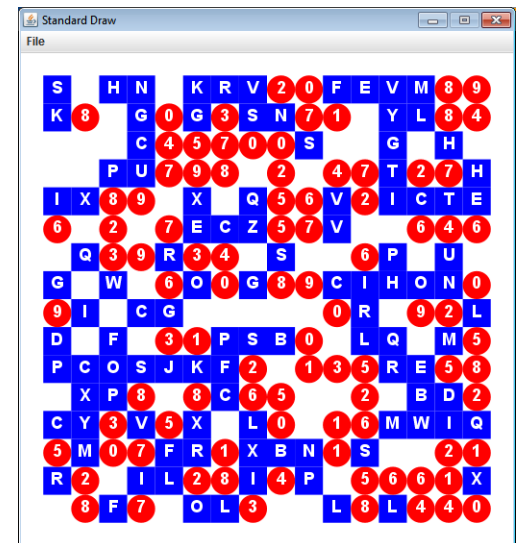 Standard Draw
File
S H N K R V 2 0 F E V M 8 9
K 8 G 0 G 3 S N 7 1 Y L 8 4
C 4 5 7 0 0 S G H
P U 7 9 8 2 4 7 T 2 7 H
I X 8 9 X Q 5 6 V 2 I C T E
6 2 7 E C Z 5 7 V 6 4 6
Q 3 9 R 3 4 S 6 P U
G W 6 O 0 G 8 9 C I H O N 0
9 I C G 0 R 9 2 L
D F 3 1 P S B 0 L Q M 5
P C O S J K F 2 1 3 5 R E 5 8
X P 8 8 C 6 5 2 B D 2
C Y 3 V 5 X L 0 1 6 M W I Q
5 M 0 7 F R 1 X B N 1 S 2 1
R 2 I L 2 8 I 4 P 5 6 6 1 X
8 F 7 O L 3 L 8 L 4 4 0